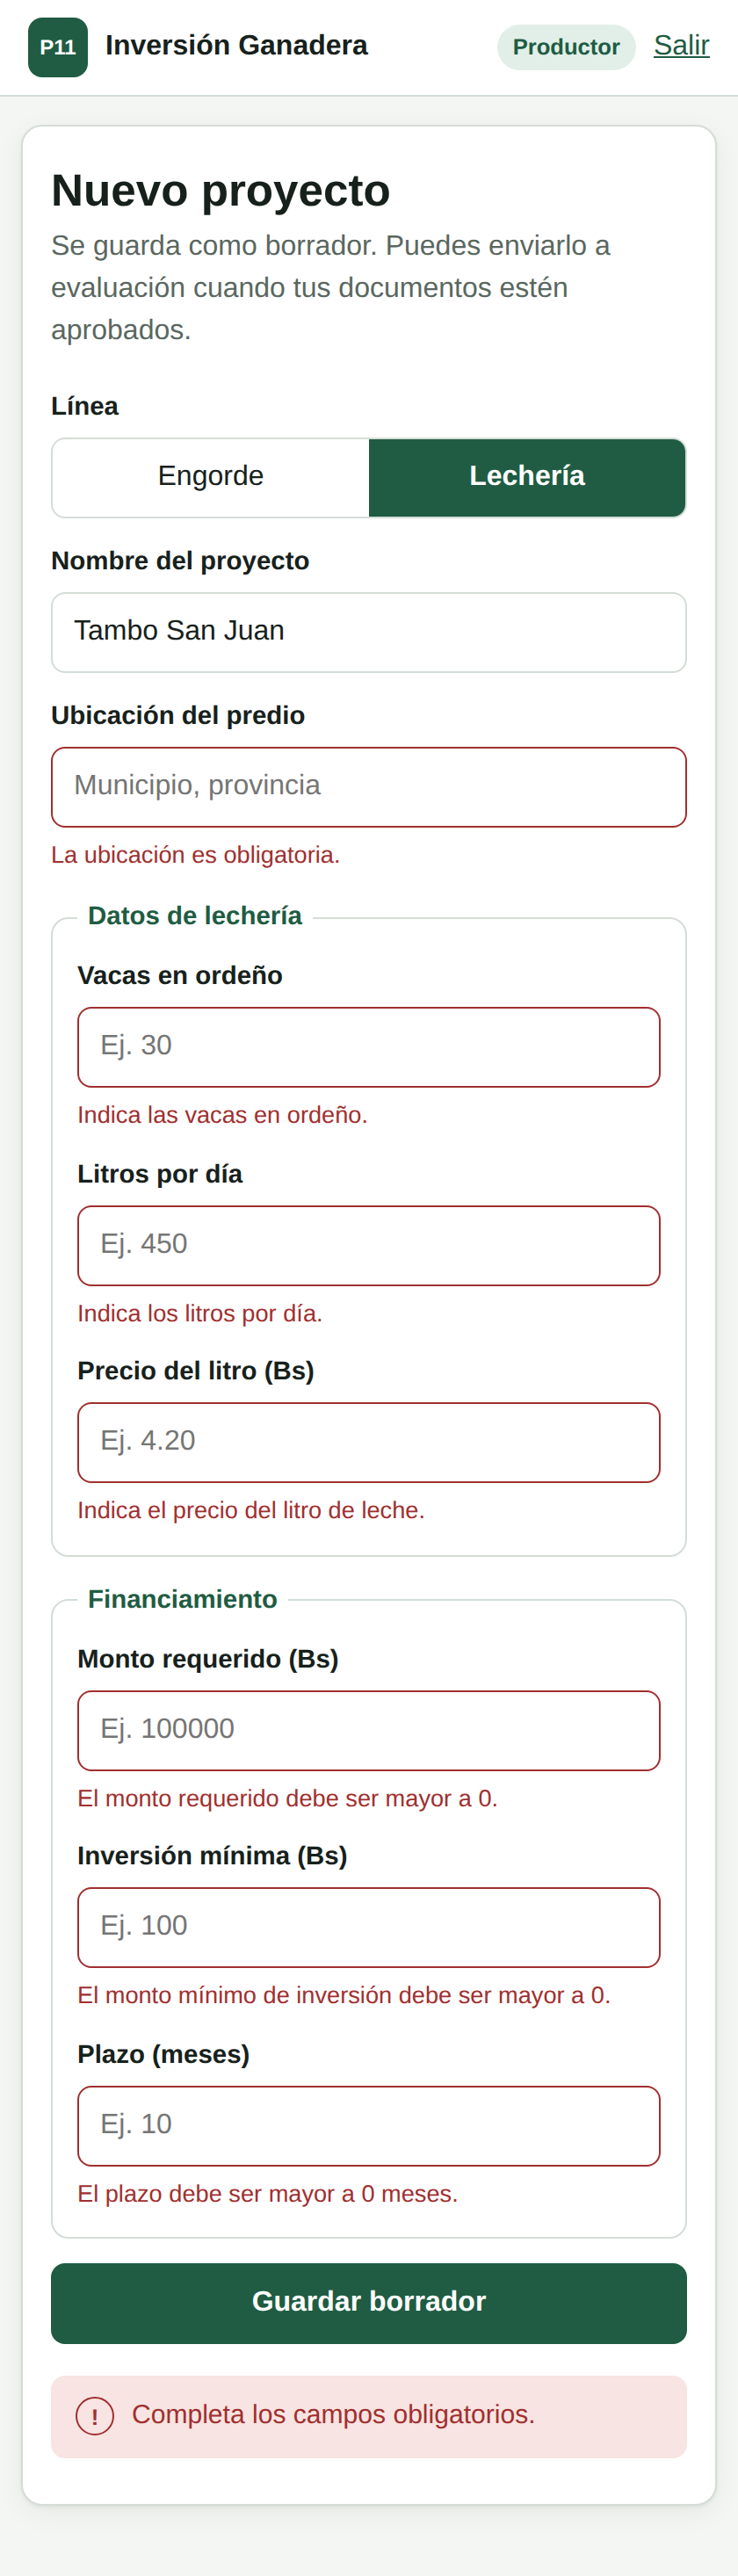 P11 Inversión Ganadera Productor Salir
Nuevo proyecto
Se guarda como borrador. Puedes enviarlo a
evaluación cuando tus documentos estén
aprobados.
Línea
Engorde Lechería
Nombre del proyecto
Tambo San Juan
Ubicación del predio
Municipio, provincia
La ubicación es obligatoria.
Datos de lechería
Vacas en ordeño
Ej. 30
Indica las vacas en ordeño.
Litros por día
Ej. 450
Indica los litros por día.
Precio del litro (Bs)
Ej. 4.20
Indica el precio del litro de leche.
Financiamiento
Monto requerido (Bs)
Ej. 100000
El monto requerido debe ser mayor a 0.
Inversión mínima (Bs)
Ej. 100
El monto mínimo de inversión debe ser mayor a 0.
Plazo (meses)
Ej. 10
El plazo debe ser mayor a 0 meses.
Guardar borrador
! Completa los campos obligatorios.